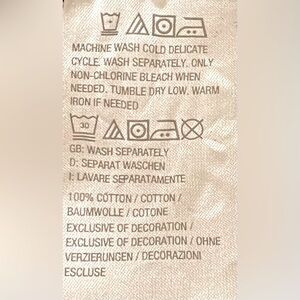 MACHINE WASH COLD DELICATE
CYCLE. WASH SEPARATELY. ONLY
NON-CHLORINE BLEACH WHEN
NEEDED. TUMBLE DRY LOW. WARM
IRON IF NEEDED
30
GB: WASH SEPARATELY
D: SEPARAT WASCHEN
I: LAVARE SEPARATAMENTE
100% COTTON / COTTON /
BAUMWOLLE / COTONE
EXCLUSIVE OF DECORATION /
EXCLUSIVE OF DECORATION / OHNE
VERZIERUNGEN / DECORAZIONI
ESCLUSE